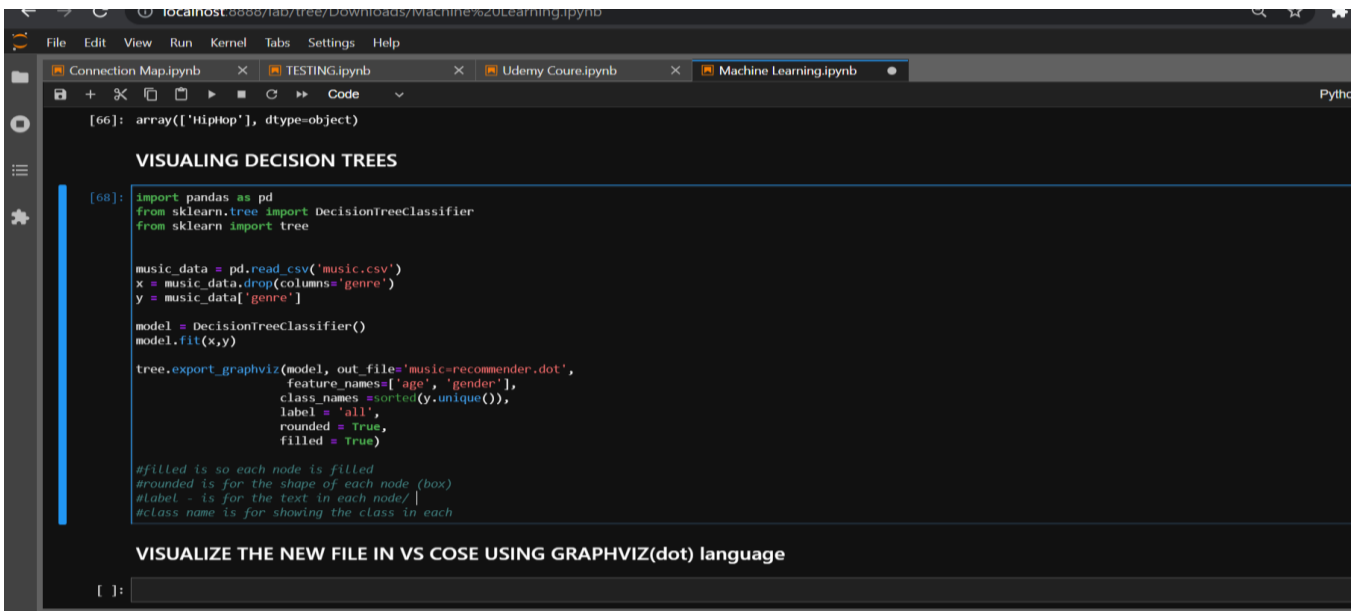 localhost:8888/lab/tree/Downloads/Machine%20Learning.ipynb
File Edit View Run Kernel Tabs Settings Help
Connection Map.ipynb TESTING.ipynb Udemy Coure.ipynb Machine Learning.ipynb
Code Pytho
[66]: array(['HipHop'], dtype=object)
VISUALING DECISION TREES
[68]: import pandas as pd
from sklearn.tree import DecisionTreeClassifier
from sklearn import tree
music_data = pd.read_csv('music.csv')
x = music_data.drop(columns='genre')
y = music_data['genre']
model = DecisionTreeClassifier()
model.fit(x,y)
tree.export_graphviz(model, out_file='music=recommender.dot',
feature_names=['age', 'gender'],
class_names =sorted(y.unique()),
label = 'all',
rounded = True,
filled = True)
#filled is so each node is filled
#rounded is for the shape of each node (box)
#label - is for the text in each node/
#class name is for showing the class in each
VISUALIZE THE NEW FILE IN VS COSE USING GRAPHVIZ(dot) language
[ ]: